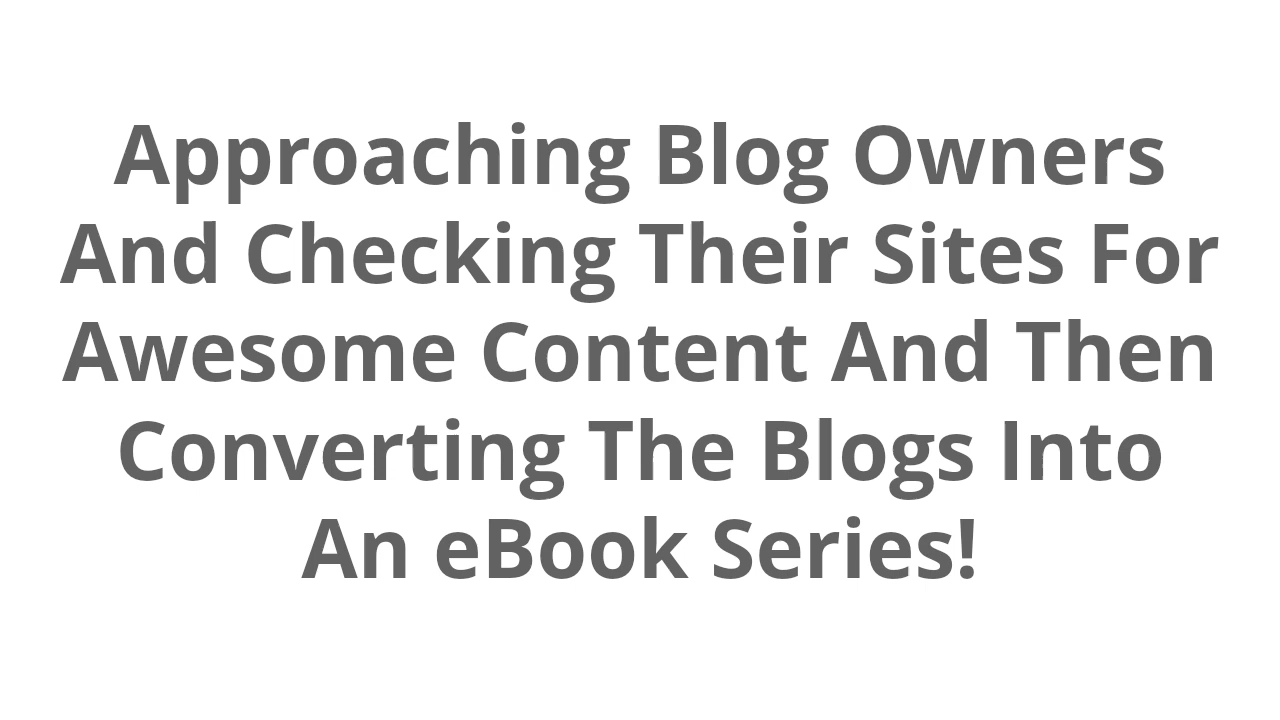 Approaching Blog Owners
And Checking Their Sites For
Awesome Content And Then
Converting The Blogs Into
An eBook Series!